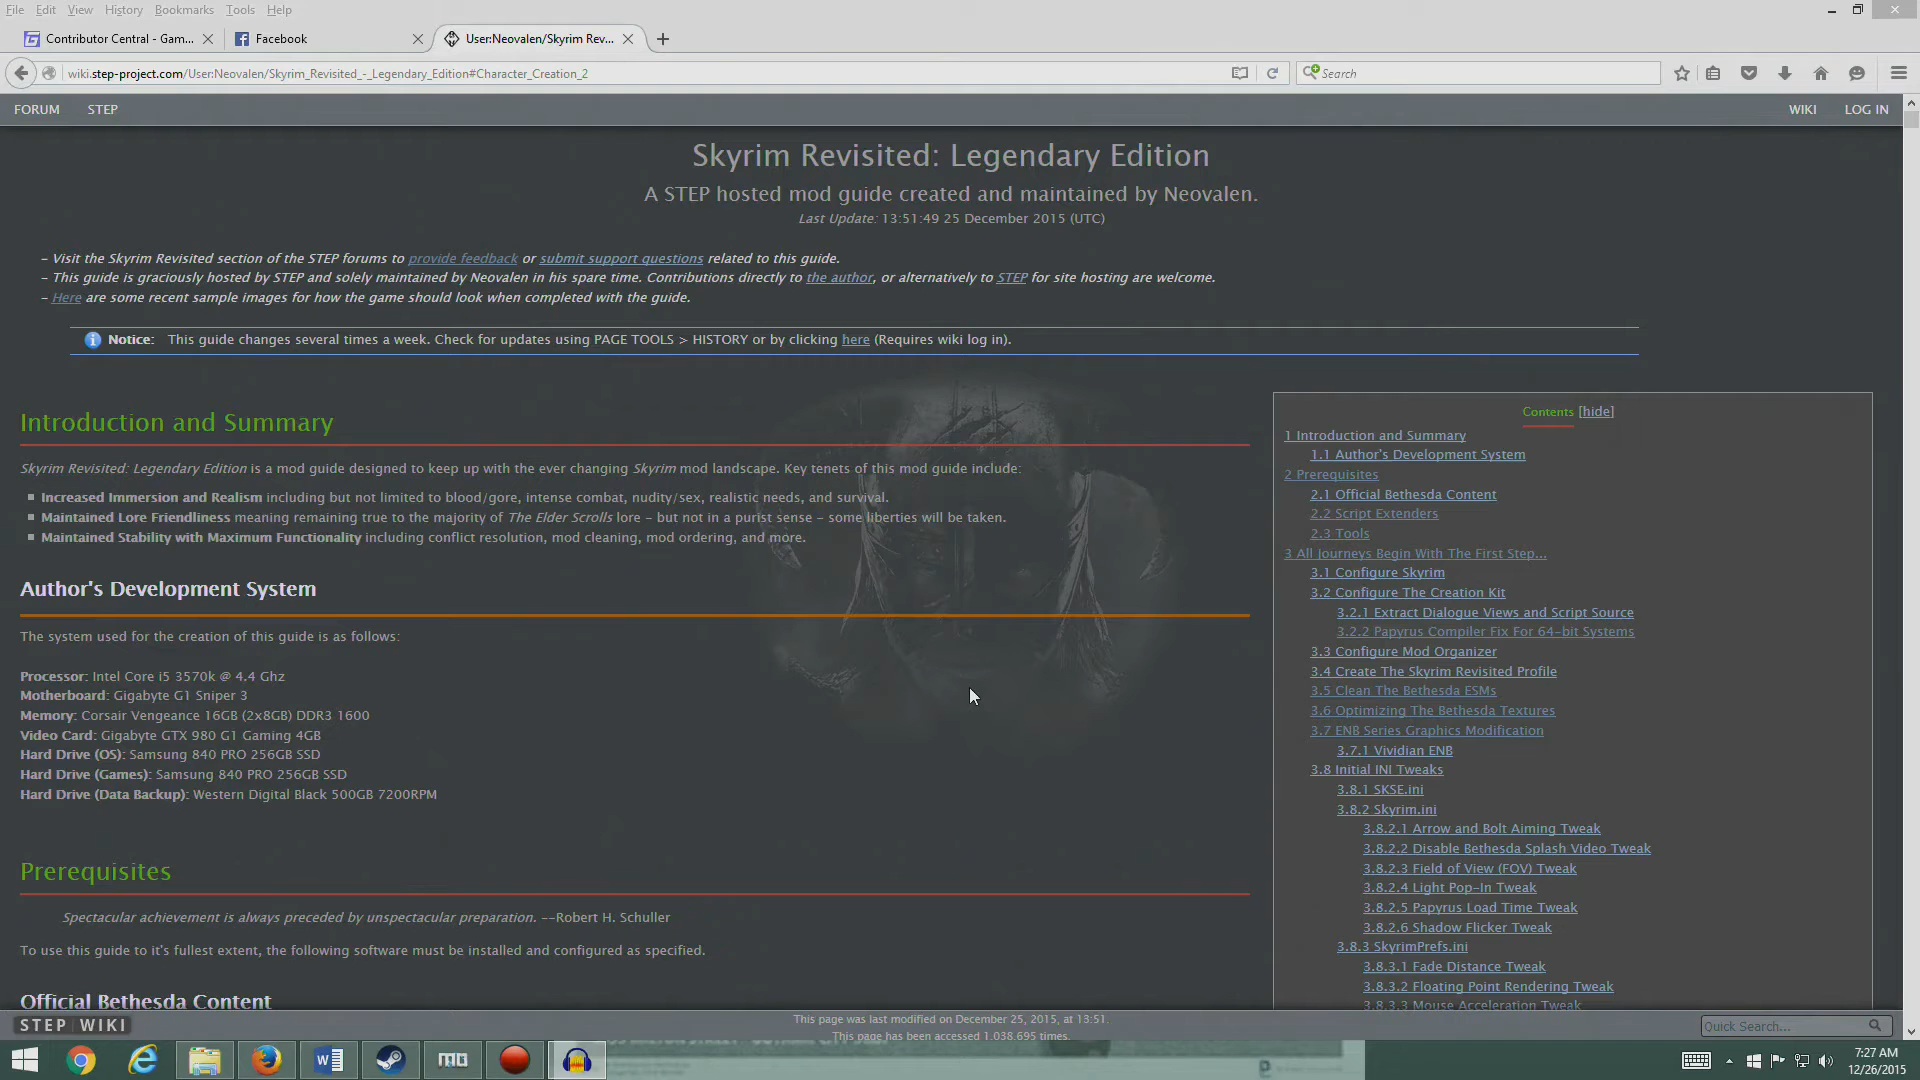 File Edit View History Bookmarks Tools Help
Contributor Central - Gam... Facebook User:Neovalen/Skyrim Rev...
wiki.step-project.com/User:Neovalen/Skyrim_Revisited_-_Legendary_Edition#Character_Creation_2 Search
FORUM STEP WIKI LOG IN
Skyrim Revisited: Legendary Edition
A STEP hosted mod guide created and maintained by Neovalen.
Last Update: 13:51:49 25 December 2015 (UTC)
– Visit the Skyrim Revisited section of the STEP forums to provide feedback or submit support questions related to this guide.
– This guide is graciously hosted by STEP and solely maintained by Neovalen in his spare time. Contributions directly to the author, or alternatively to STEP for site hosting are welcome.
– Here are some recent sample images for how the game should look when completed with the guide.
Notice: This guide changes several times a week. Check for updates using PAGE TOOLS > HISTORY or by clicking here (Requires wiki log in).
Introduction and Summary
Skyrim Revisited: Legendary Edition is a mod guide designed to keep up with the ever changing Skyrim mod landscape. Key tenets of this mod guide include:
Increased Immersion and Realism including but not limited to blood/gore, intense combat, nudity/sex, realistic needs, and survival.
Maintained Lore Friendliness meaning remaining true to the majority of The Elder Scrolls lore – but not in a purist sense – some liberties will be taken.
Maintained Stability with Maximum Functionality including conflict resolution, mod cleaning, mod ordering, and more.
Author's Development System
The system used for the creation of this guide is as follows:
Processor: Intel Core i5 3570k @ 4.4 Ghz
Motherboard: Gigabyte G1 Sniper 3
Memory: Corsair Vengeance 16GB (2x8GB) DDR3 1600
Video Card: Gigabyte GTX 980 G1 Gaming 4GB
Hard Drive (OS): Samsung 840 PRO 256GB SSD
Hard Drive (Games): Samsung 840 PRO 256GB SSD
Hard Drive (Data Backup): Western Digital Black 500GB 7200RPM
Prerequisites
Spectacular achievement is always preceded by unspectacular preparation. --Robert H. Schuller
To use this guide to it's fullest extent, the following software must be installed and configured as specified.
Official Bethesda Content
Contents [hide]
1 Introduction and Summary
1.1 Author's Development System
2 Prerequisites
2.1 Official Bethesda Content
2.2 Script Extenders
2.3 Tools
3 All Journeys Begin With The First Step...
3.1 Configure Skyrim
3.2 Configure The Creation Kit
3.2.1 Extract Dialogue Views and Script Source
3.2.2 Papyrus Compiler Fix For 64-bit Systems
3.3 Configure Mod Organizer
3.4 Create The Skyrim Revisited Profile
3.5 Clean The Bethesda ESMs
3.6 Optimizing The Bethesda Textures
3.7 ENB Series Graphics Modification
3.7.1 Vividian ENB
3.8 Initial INI Tweaks
3.8.1 SKSE.ini
3.8.2 Skyrim.ini
3.8.2.1 Arrow and Bolt Aiming Tweak
3.8.2.2 Disable Bethesda Splash Video Tweak
3.8.2.3 Field of View (FOV) Tweak
3.8.2.4 Light Pop-In Tweak
3.8.2.5 Papyrus Load Time Tweak
3.8.2.6 Shadow Flicker Tweak
3.8.3 SkyrimPrefs.ini
3.8.3.1 Fade Distance Tweak
3.8.3.2 Floating Point Rendering Tweak
3.8.3.3 Mouse Acceleration Tweak
STEP WIKI
This page was last modified on December 25, 2015, at 13:51.
This page has been accessed 1,038,695 times.
Quick Search...
MO
7:27 AM
12/26/2015